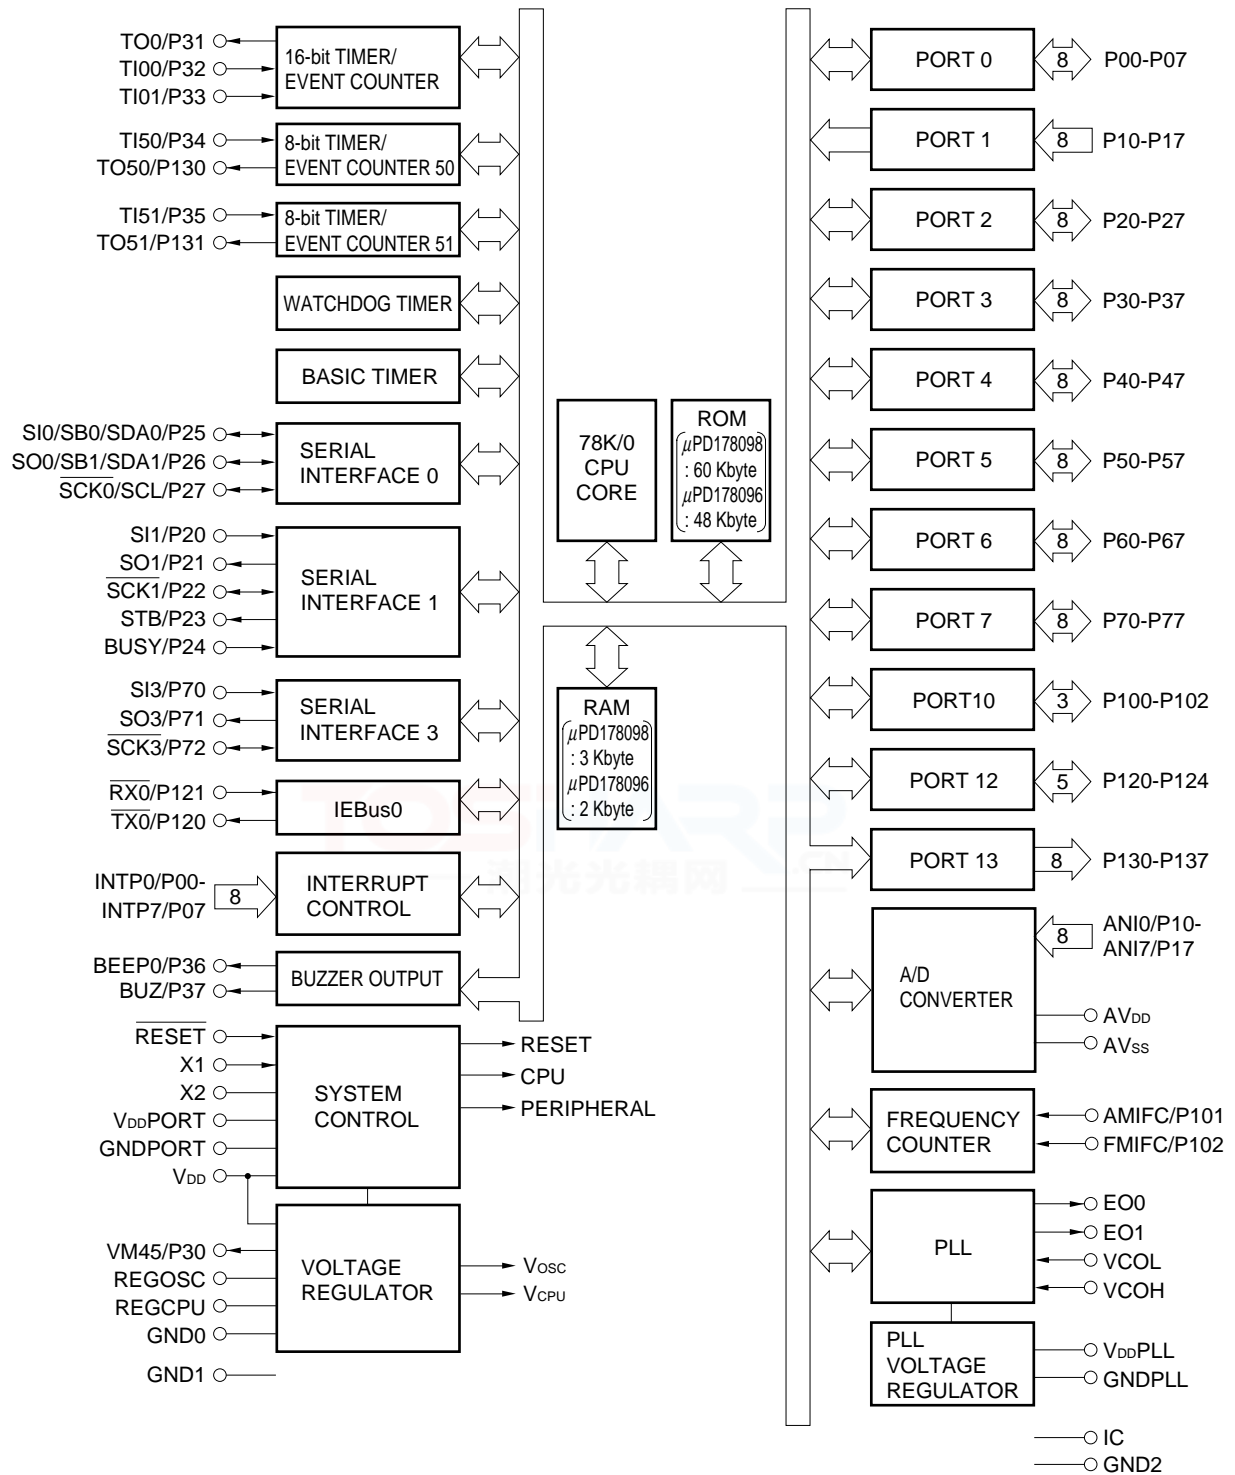 TO0/P31
TI00/P32
TI01/P33
16-bit TIMER/
EVENT COUNTER
TI50/P34
TO50/P130
8-bit TIMER/
EVENT COUNTER 50
TI51/P35
TO51/P131
8-bit TIMER/
EVENT COUNTER 51
WATCHDOG TIMER
BASIC TIMER
SI0/SB0/SDA0/P25
SO0/SB1/SDA1/P26
SCK0/SCL/P27
SERIAL
INTERFACE 0
SI1/P20
SO1/P21
SCK1/P22
STB/P23
BUSY/P24
SERIAL
INTERFACE 1
SI3/P70
SO3/P71
SCK3/P72
SERIAL
INTERFACE 3
RX0/P121
TX0/P120
IEBus0
INTP0/P00-
INTP7/P07
8
INTERRUPT
CONTROL
BEEP0/P36
BUZ/P37
BUZZER OUTPUT
RESET
X1
X2
VDDPORT
GNDPORT
VDD
SYSTEM
CONTROL
RESET
CPU
PERIPHERAL
VM45/P30
REGOSC
REGCPU
GND0
GND1
VOLTAGE
REGULATOR
VOSC
VCPU
78K/0
CPU
CORE
ROM
μPD178098
: 60 Kbyte
μPD178096
: 48 Kbyte
RAM
μPD178098
: 3 Kbyte
μPD178096
: 2 Kbyte
TOSHARP
.CN
潮光光耦网
PORT 0
8
P00-P07
PORT 1
8
P10-P17
PORT 2
8
P20-P27
PORT 3
8
P30-P37
PORT 4
8
P40-P47
PORT 5
8
P50-P57
PORT 6
8
P60-P67
PORT 7
8
P70-P77
PORT10
3
P100-P102
PORT 12
5
P120-P124
PORT 13
8
P130-P137
A/D
CONVERTER
8
ANI0/P10-
ANI7/P17
AVDD
AVSS
FREQUENCY
COUNTER
AMIFC/P101
FMIFC/P102
PLL
EO0
EO1
VCOL
VCOH
PLL
VOLTAGE
REGULATOR
VDDPLL
GNDPLL
IC
GND2